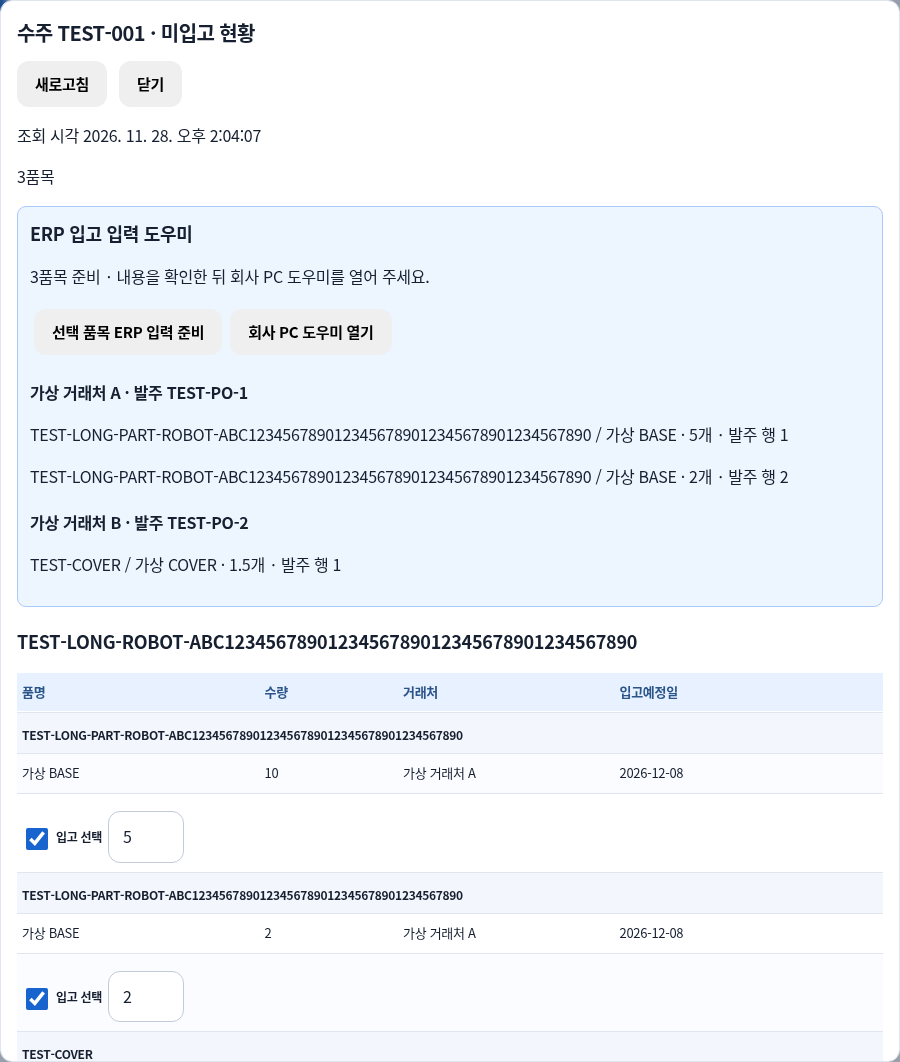 수주 TEST-001 · 미입고 현황
새로고침 닫기
조회 시각 2026. 11. 28. 오후 2:04:07
3품목
ERP 입고 입력 도우미
3품목 준비 · 내용을 확인한 뒤 회사 PC 도우미를 열어 주세요.
선택 품목 ERP 입력 준비 회사 PC 도우미 열기
가상 거래처 A · 발주 TEST-PO-1
TEST-LONG-PART-ROBOT-ABC1234567890123456789012345678901234567890 / 가상 BASE · 5개 · 발주 행 1
TEST-LONG-PART-ROBOT-ABC1234567890123456789012345678901234567890 / 가상 BASE · 2개 · 발주 행 2
가상 거래처 B · 발주 TEST-PO-2
TEST-COVER / 가상 COVER · 1.5개 · 발주 행 1
TEST-LONG-ROBOT-ABC1234567890123456789012345678901234567890
품명 수량 거래처 입고예정일
TEST-LONG-PART-ROBOT-ABC1234567890123456789012345678901234567890
가상 BASE 10 가상 거래처 A 2026-12-08
입고 선택 5
TEST-LONG-PART-ROBOT-ABC1234567890123456789012345678901234567890
가상 BASE 2 가상 거래처 A 2026-12-08
입고 선택 2
TEST-COVER